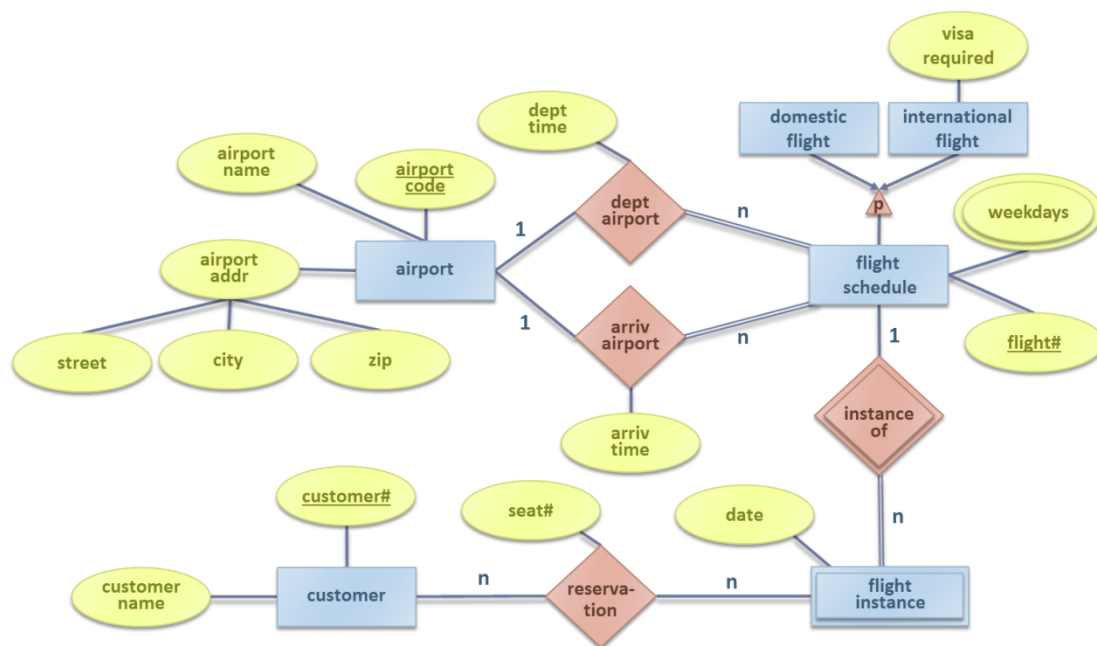 visa
required
dept
time
domestic
flight
international
flight
airport
name
airport
code
dept
airport
p
weekdays
n
1
airport
addr
airport
flight
schedule
1
n
1
arriv
airport
flight#
street
city
zip
instance
of
arriv
time
customer#
seat#
date
n
customer
name
customer
n
reserva-
tion
n
flight
instance